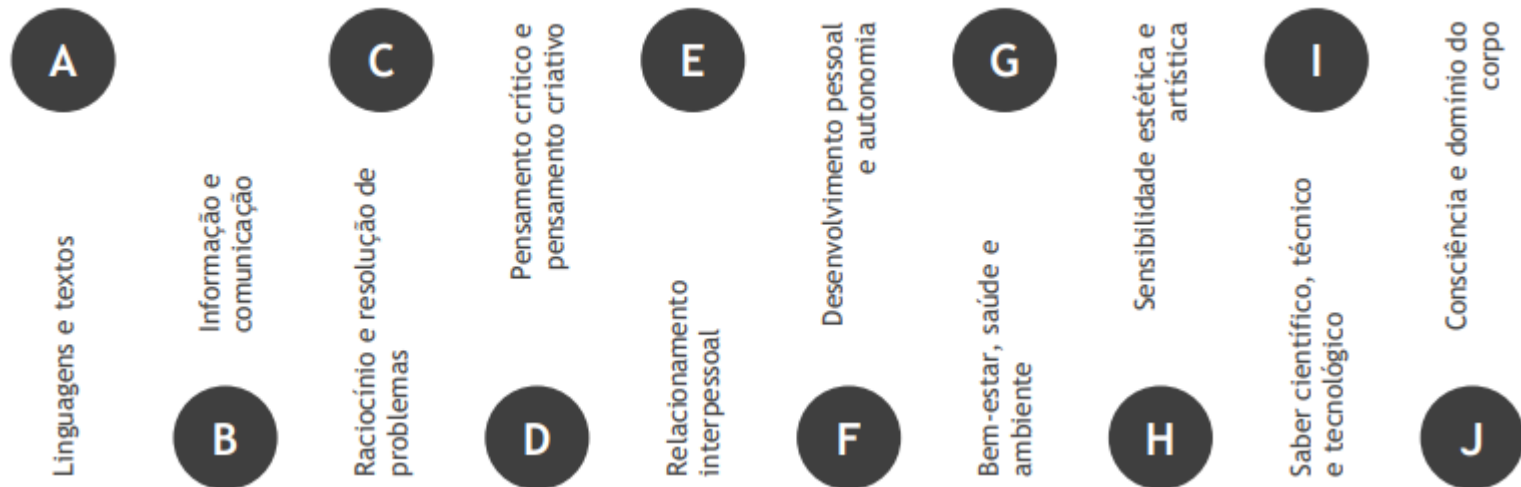 A
Linguagens e textos
B
Informação e
comunicação
C
Raciocínio e resolução de
problemas
D
Pensamento crítico e
pensamento criativo
E
Relacionamento
interpessoal
F
Desenvolvimento pessoal
e autonomia
G
Bem-estar, saúde e
ambiente
H
Sensibilidade estética e
artística
I
Saber científico, técnico
e tecnológico
J
Consciência e domínio do
corpo